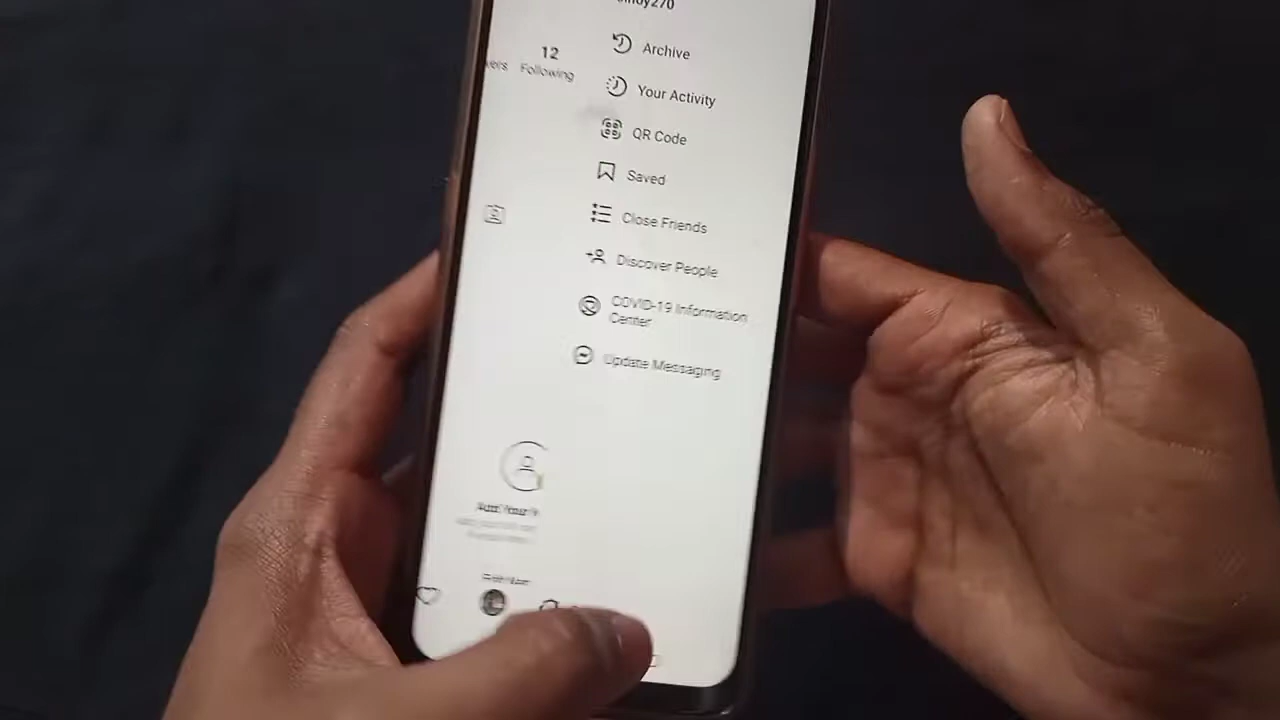 12
Following
Archive
Your Activity
QR Code
Saved
Close Friends
Discover People
COVID-19 Information
Center
Update Messaging